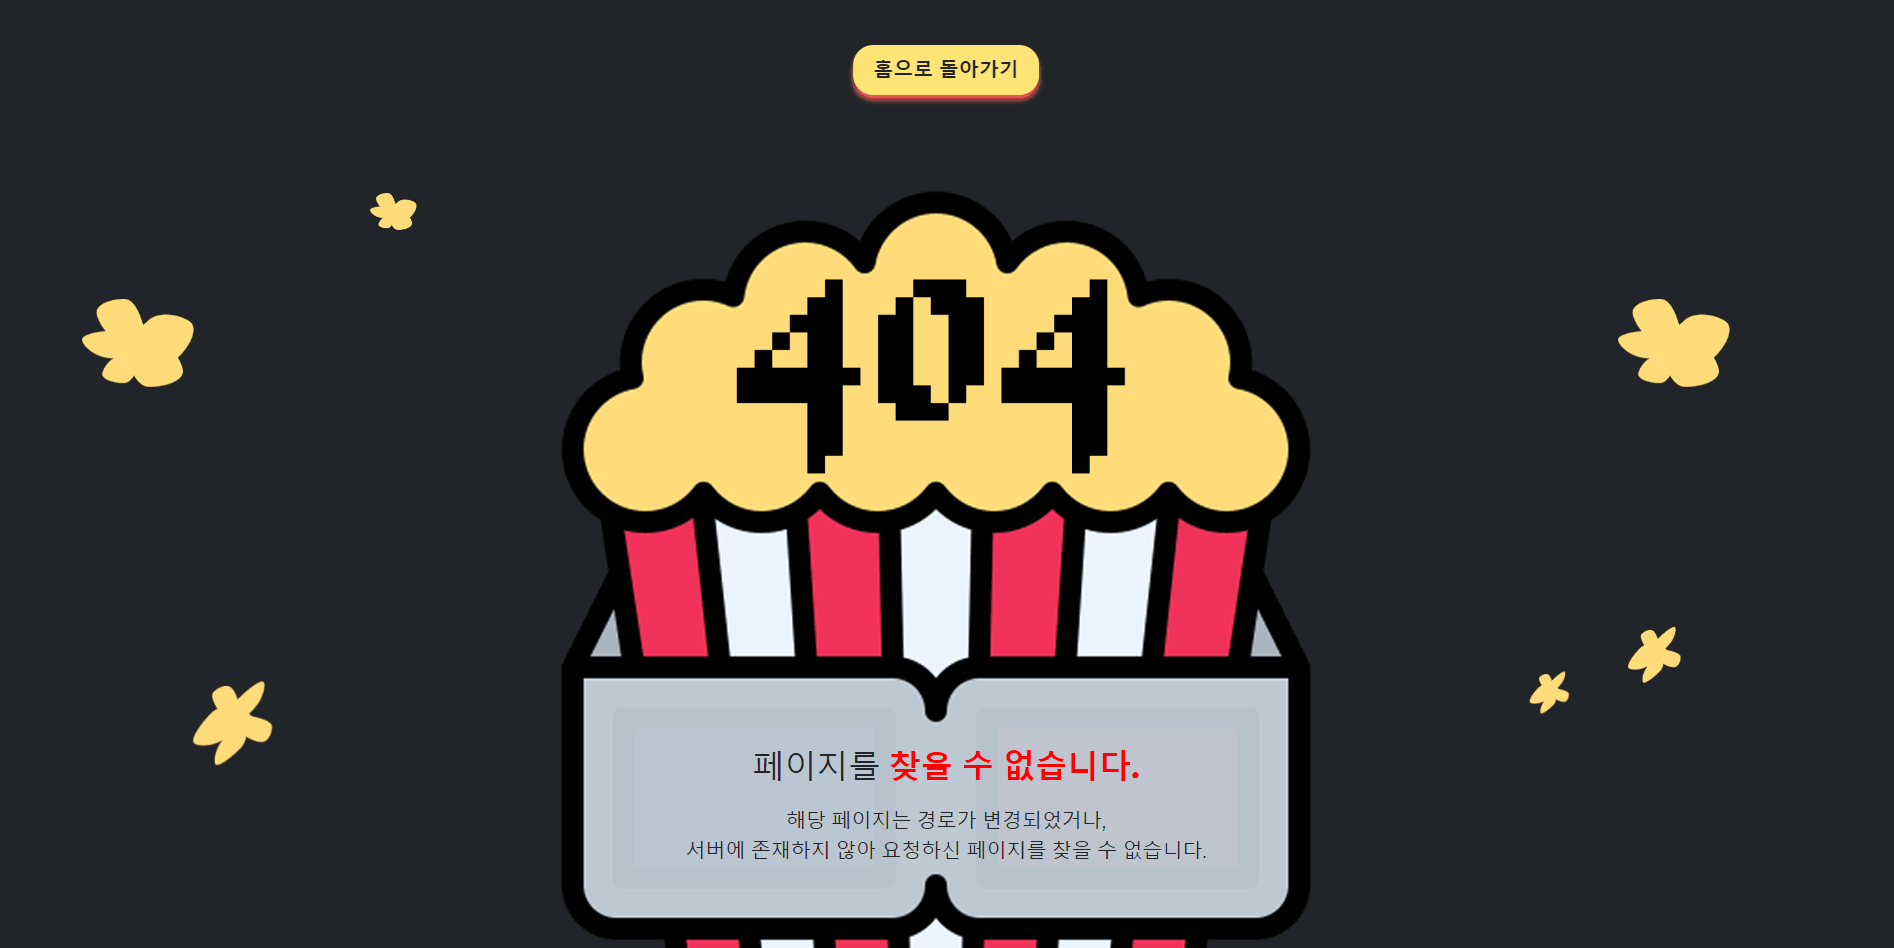 홈으로 돌아가기
404
페이지를 찾을 수 없습니다.
해당 페이지는 경로가 변경되었거나,
서버에 존재하지 않아 요청하신 페이지를 찾을 수 없습니다.